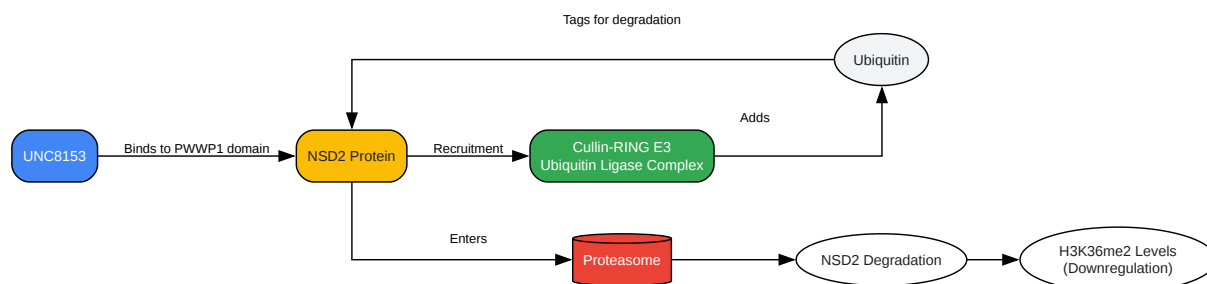 Tags for degradation
Ubiquitin
Adds
UNC8153
Binds to PWWP1 domain
NSD2 Protein
Recruitment
Cullin-RING E3
Ubiquitin Ligase Complex
Enters
Proteasome
NSD2 Degradation
H3K36me2 Levels
(Downregulation)